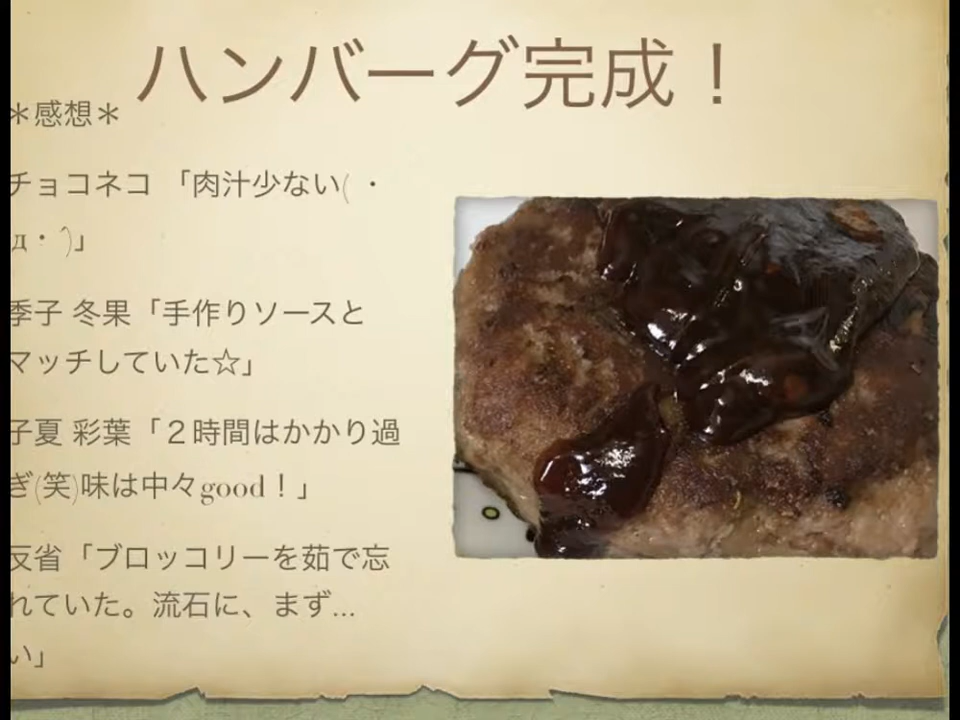 ハンバーグ完成！
＊感想＊
チョコネコ 「肉汁少ない( ・
д・`)」
季子 冬果「手作りソースと
マッチしていた☆」
子夏 彩葉「２時間はかかり過
ぎ(笑)味は中々good！」
反省「ブロッコリーを茹で忘
れていた。流石に、まず...
い」